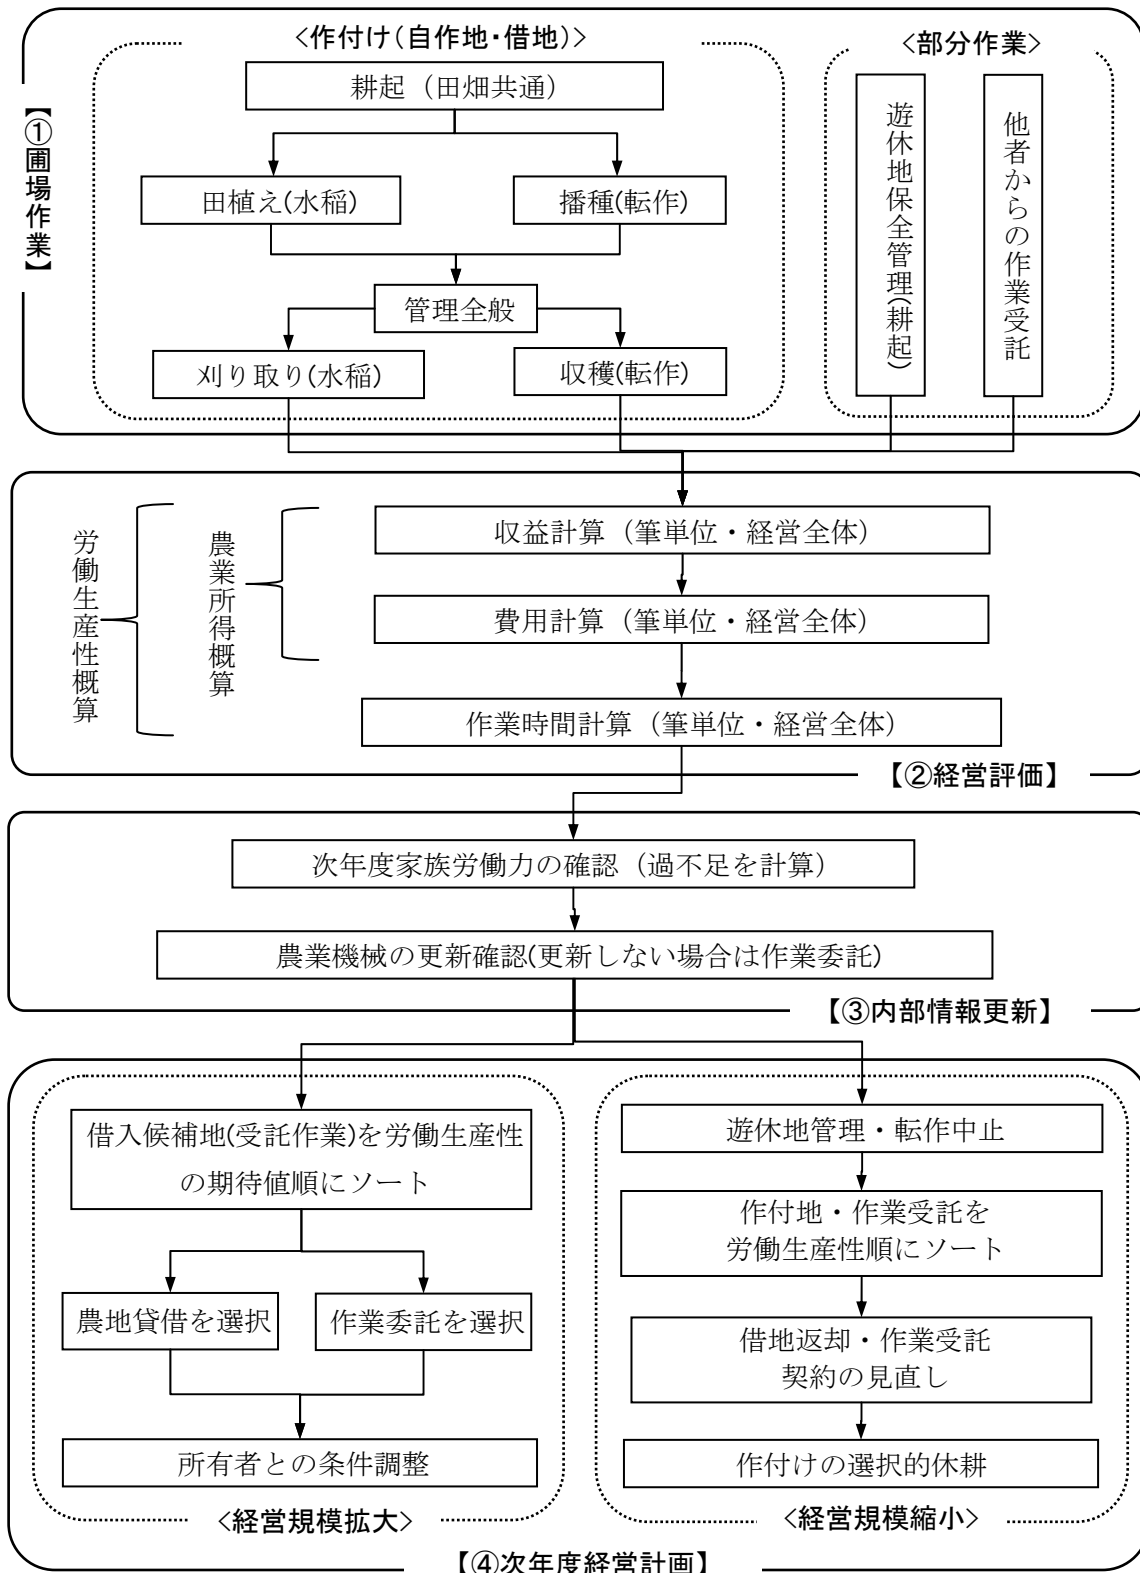 【①圃場作業】
<作付け(自作地・借地)>
耕起（田畑共通）
田植え(水稲)
播種(転作)
管理全般
刈り取り(水稲)
収穫(転作)
<部分作業>
遊休地保全管理(耕起)
他者からの作業受託
労働生産性概算
農業所得概算
収益計算（筆単位・経営全体）
費用計算（筆単位・経営全体）
作業時間計算（筆単位・経営全体）
【②経営評価】
次年度家族労働力の確認（過不足を計算）
農業機械の更新確認(更新しない場合は作業委託)
【③内部情報更新】
借入候補地(受託作業)を労働生産性
の期待値順にソート
農地貸借を選択
作業委託を選択
所有者との条件調整
<経営規模拡大>
遊休地管理・転作中止
作付地・作業受託を
労働生産性順にソート
借地返却・作業受託
契約の見直し
作付けの選択的休耕
<経営規模縮小>
【④次年度経営計画】